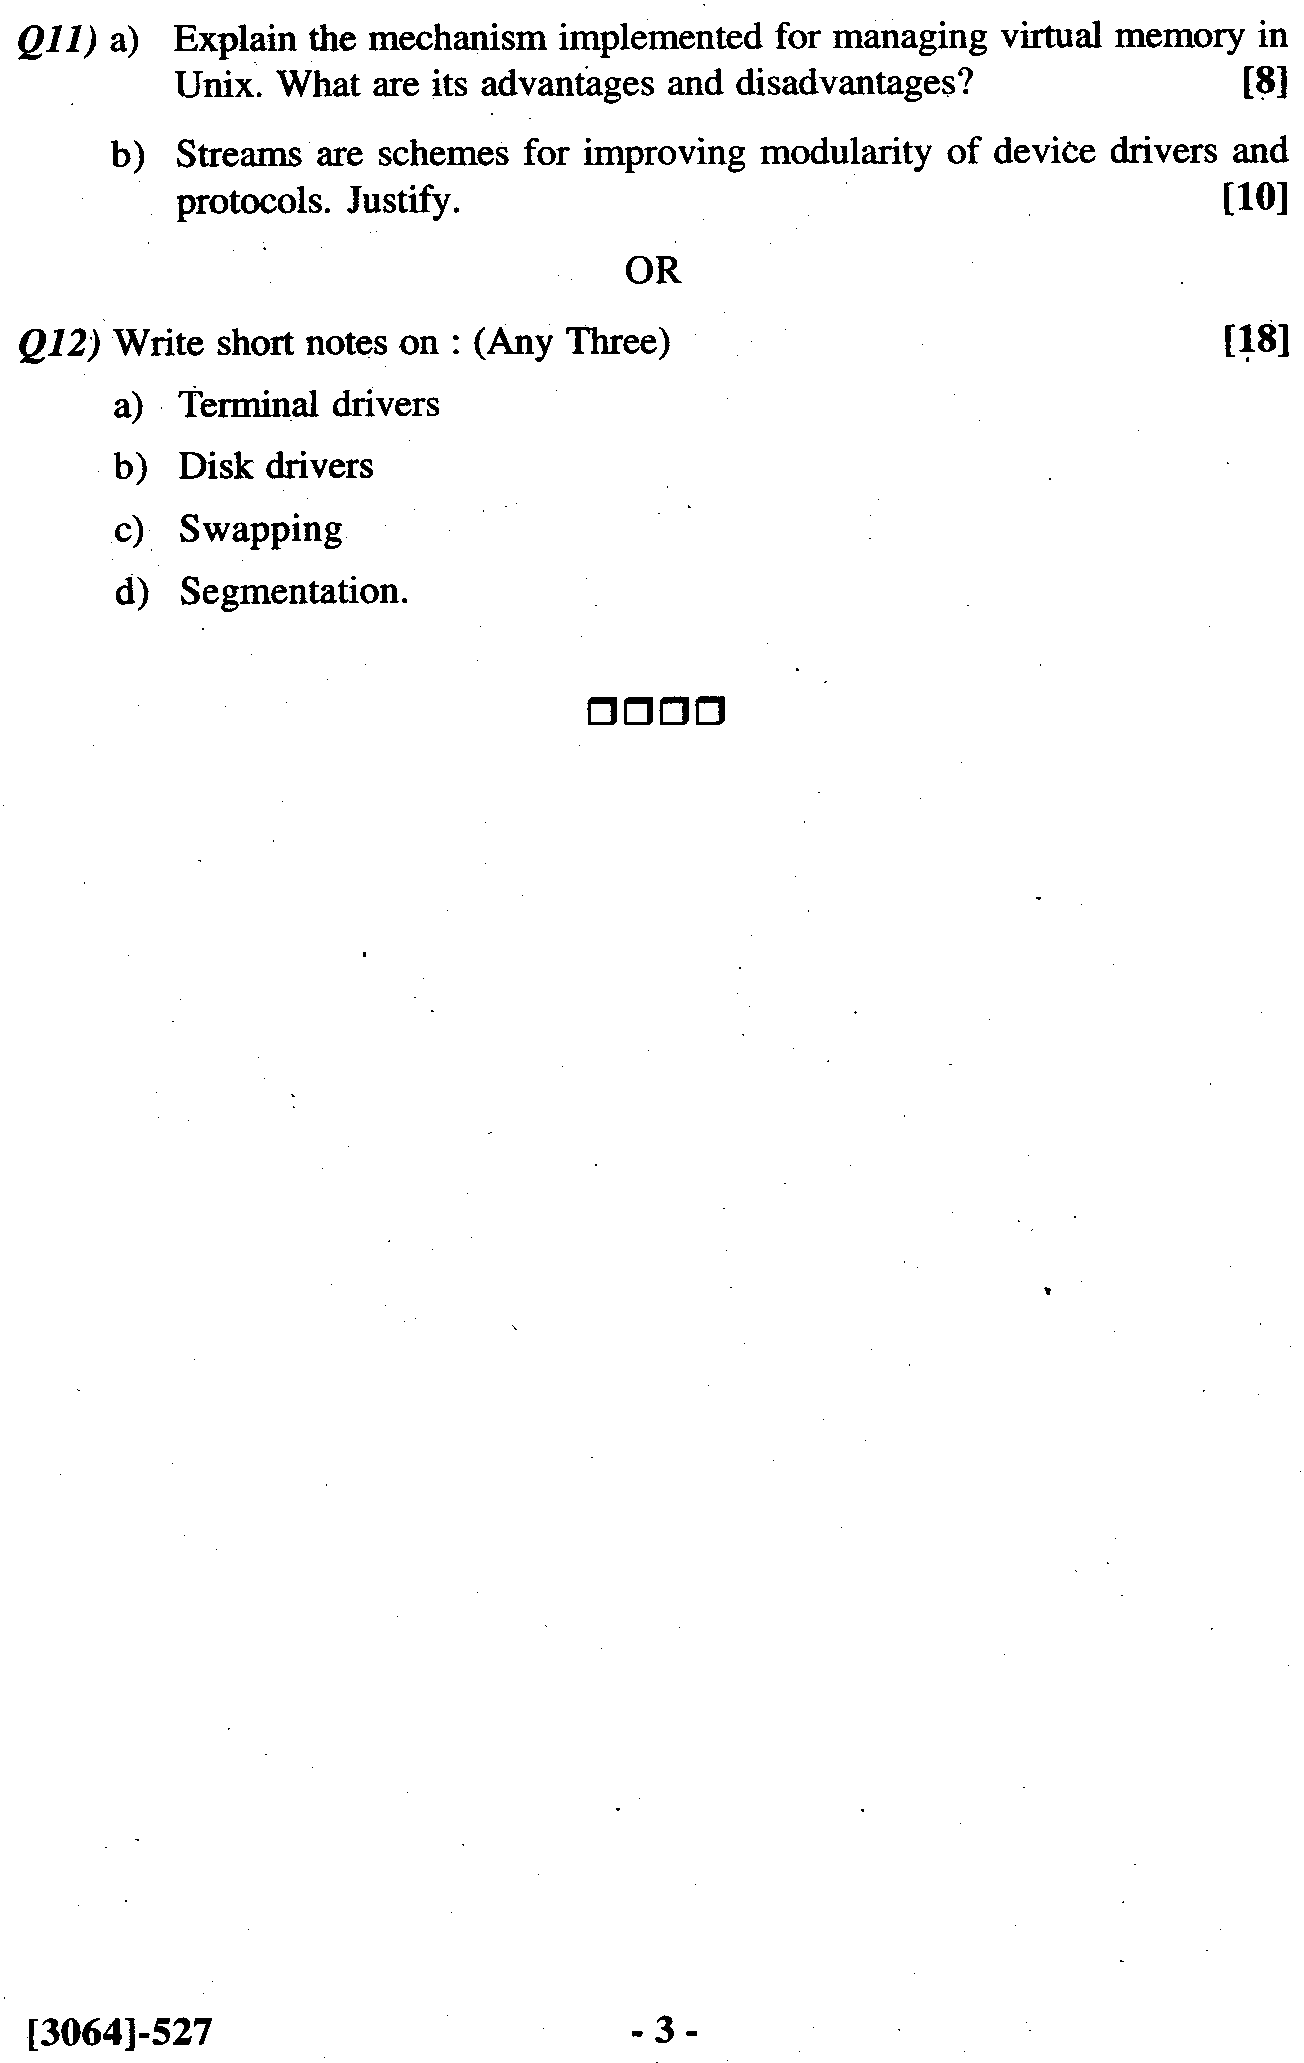 Q11) a) Explain the mechanism implemented for managing virtual memory in
Unix. What are its advantages and disadvantages? [8]
b) Streams are schemes for improving modularity of device drivers and
protocols. Justify. [10]
OR
Q12) Write short notes on : (Any Three) [18]
a) Terminal drivers
b) Disk drivers
c) Swapping
d) Segmentation.
[3064]-527 - 3 -